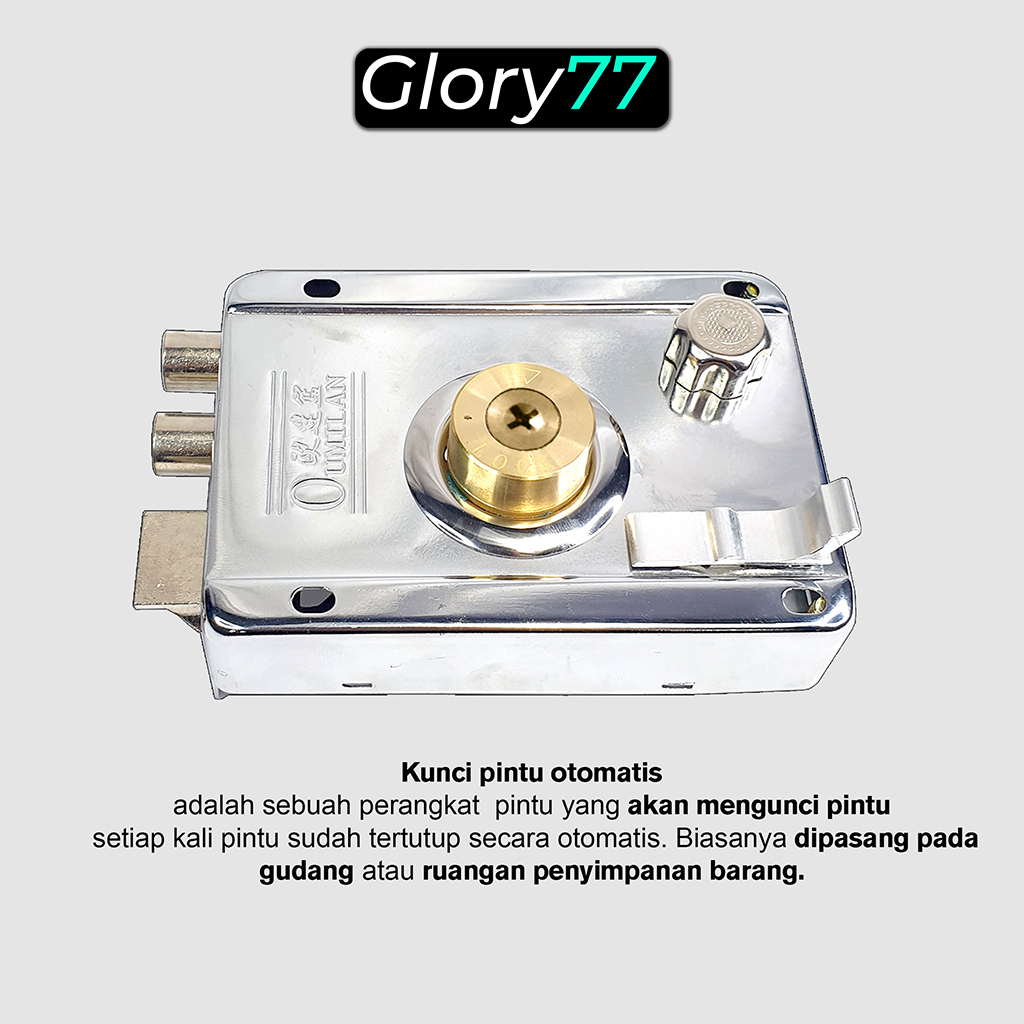 Glory77
OUMILAN
Kunci pintu otomatis
adalah sebuah perangkat pintu yang akan mengunci pintu
setiap kali pintu sudah tertutup secara otomatis. Biasanya dipasang pada
gudang atau ruangan penyimpanan barang.